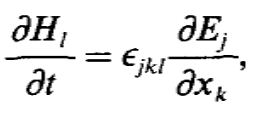 ∂H_l/∂t = ϵ_{jkl} ∂E_j/∂x_k,